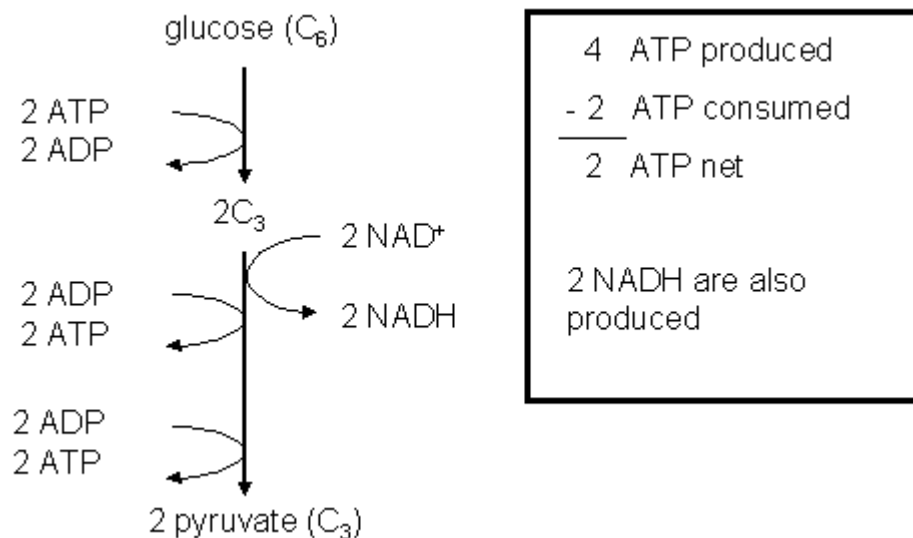 glucose (C₆)
2 ATP
2 ADP
2C₃
2 NAD⁺
2 NADH
2 ADP
2 ATP
2 ADP
2 ATP
2 pyruvate (C₃)
4 ATP produced
- 2 ATP consumed
2 ATP net
2 NADH are also
produced